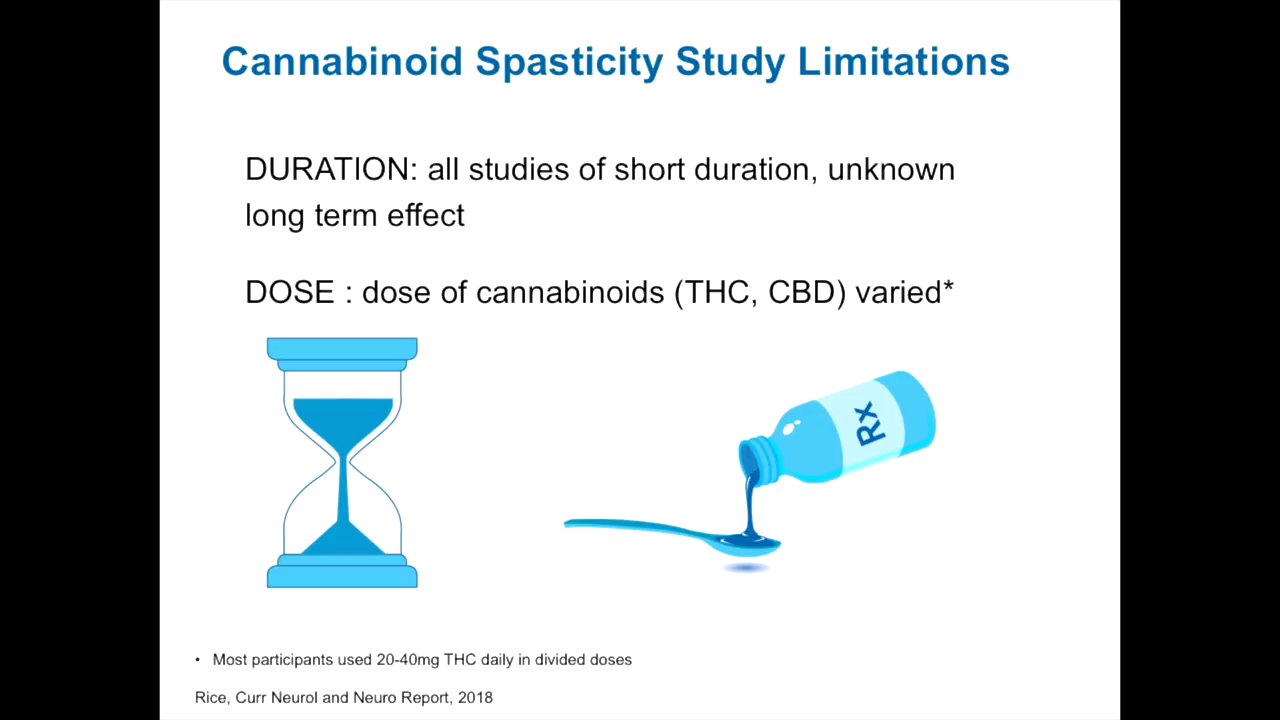 Cannabinoid Spasticity Study Limitations
DURATION: all studies of short duration, unknown
long term effect
DOSE : dose of cannabinoids (THC, CBD) varied*
Rx
• Most participants used 20-40mg THC daily in divided doses
Rice, Curr Neurol and Neuro Report, 2018